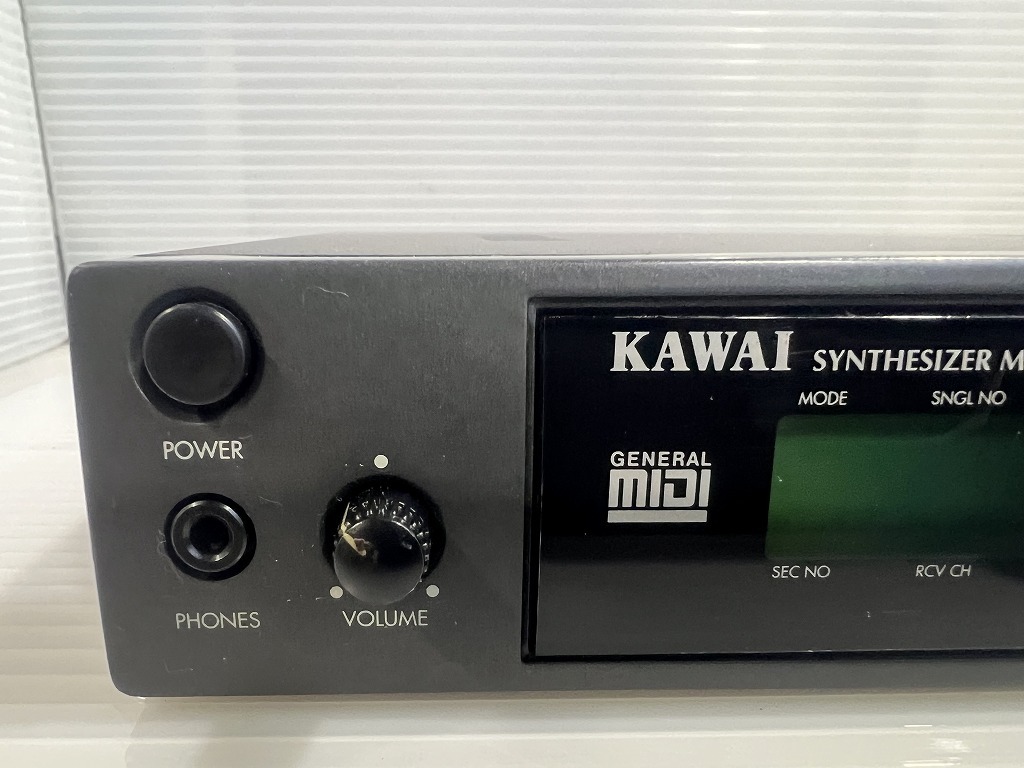 KAWAI SYNTHESIZER M
MODE SNGL NO
POWER
GENERAL
MIDI
SEC NO RCV CH
PHONES
VOLUME